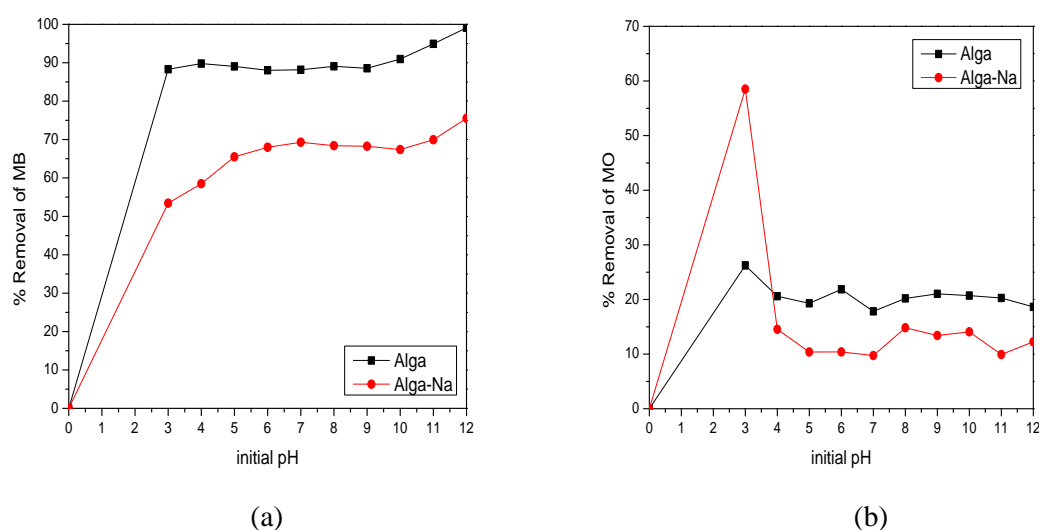 % Removal of MB
100
90
80
70
60
50
40
30
20
10
0
0 1 2 3 4 5 6 7 8 9 10 11 12
initial pH
Alga
Alga-Na
(a)
% Removal of MO
70
60
50
40
30
20
10
0
0 1 2 3 4 5 6 7 8 9 10 11 12
initial pH
Alga
Alga-Na
(b)